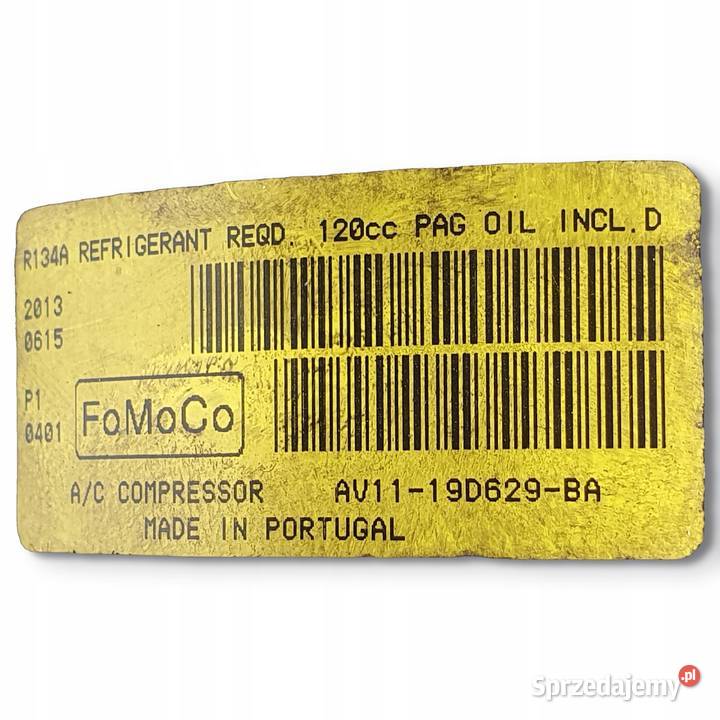 R134A REFRIGERANT REQD. 120cc PAG OIL INCL.D
2013
0615
P1
0401
FoMoCo
A/C COMPRESSOR AV11-19D629-BA
MADE IN PORTUGAL
Sprzedajemy.pl